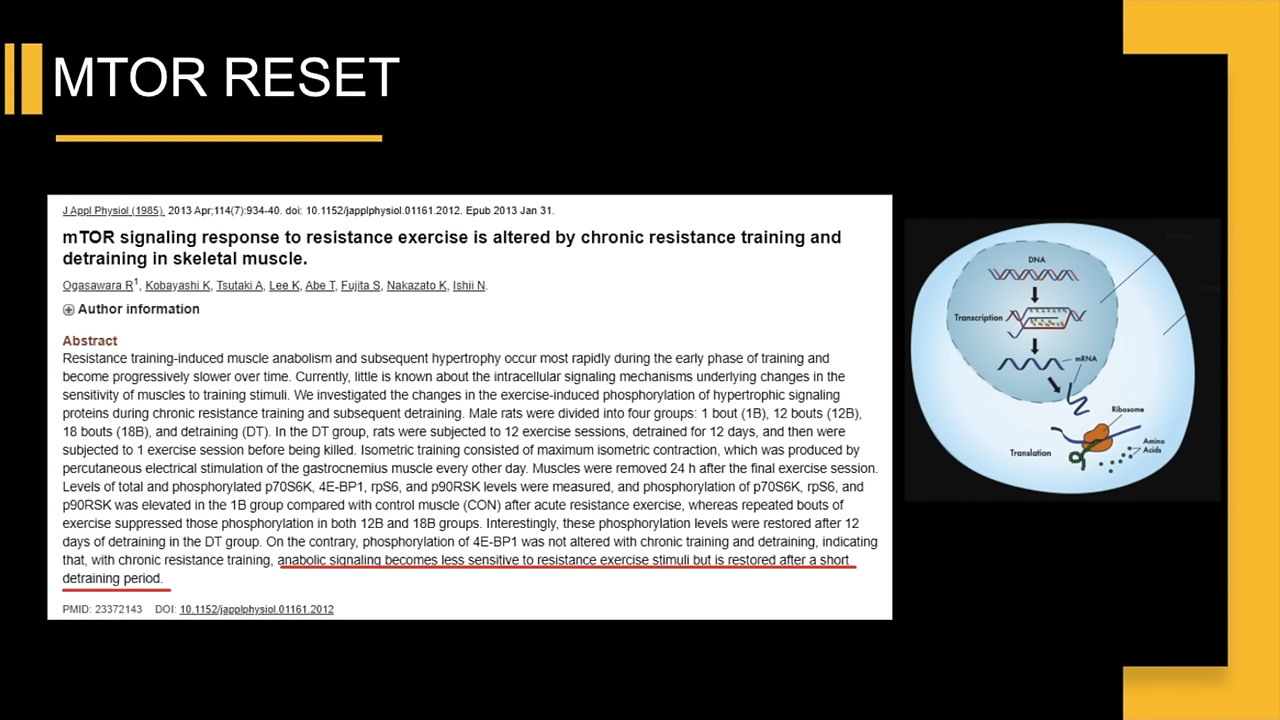 MTOR RESET
J Appl Physiol (1985). 2013 Apr;114(7):934-40. doi: 10.1152/japplphysiol.01161.2012. Epub 2013 Jan 31.
mTOR signaling response to resistance exercise is altered by chronic resistance training and
detraining in skeletal muscle.
Ogasawara R1, Kobayashi K, Tsutaki A, Lee K, Abe T, Fujita S, Nakazato K, Ishii N.
Author information
Abstract
Resistance training-induced muscle anabolism and subsequent hypertrophy occur most rapidly during the early phase of training and
become progressively slower over time. Currently, little is known about the intracellular signaling mechanisms underlying changes in the
sensitivity of muscles to training stimuli. We investigated the changes in the exercise-induced phosphorylation of hypertrophic signaling
proteins during chronic resistance training and subsequent detraining. Male rats were divided into four groups: 1 bout (1B), 12 bouts (12B),
18 bouts (18B), and detraining (DT). In the DT group, rats were subjected to 12 exercise sessions, detrained for 12 days, and then were
subjected to 1 exercise session before being killed. Isometric training consisted of maximum isometric contraction, which was produced by
percutaneous electrical stimulation of the gastrocnemius muscle every other day. Muscles were removed 24 h after the final exercise session.
Levels of total and phosphorylated p70S6K, 4E-BP1, rpS6, and p90RSK levels were measured, and phosphorylation of p70S6K, rpS6, and
p90RSK was elevated in the 1B group compared with control muscle (CON) after acute resistance exercise, whereas repeated bouts of
exercise suppressed those phosphorylation in both 12B and 18B groups. Interestingly, these phosphorylation levels were restored after 12
days of detraining in the DT group. On the contrary, phosphorylation of 4E-BP1 was not altered with chronic training and detraining, indicating
that, with chronic resistance training, anabolic signaling becomes less sensitive to resistance exercise stimuli but is restored after a short
detraining period.
PMID: 23372143 DOI: 10.1152/japplphysiol.01161.2012
DNA
Transcription
mRNA
Ribosome
Translation
Amino
Acids